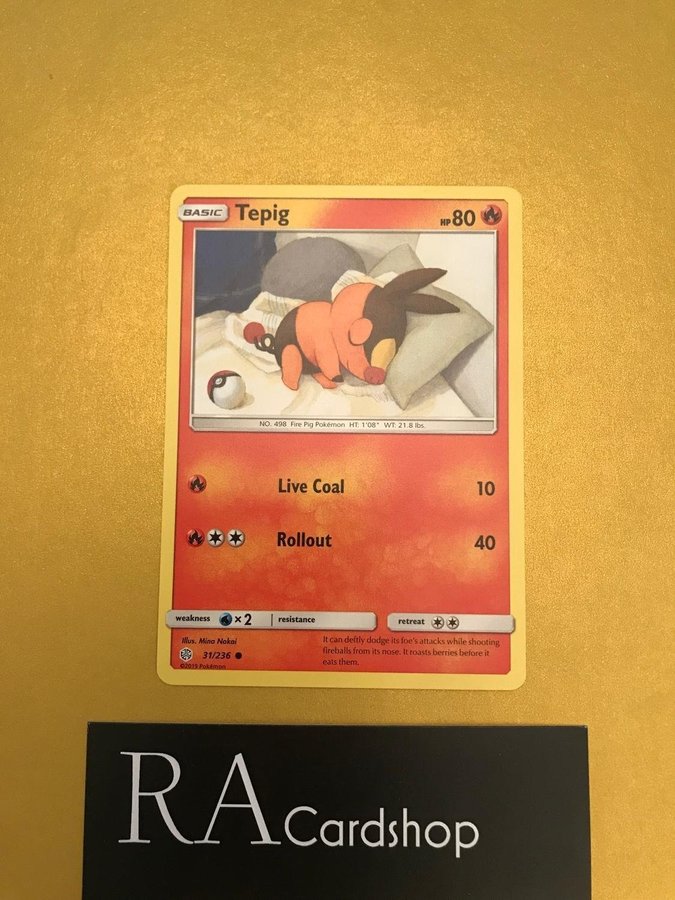 BASIC Tepig HP80
NO. 498 Fire Pig Pokémon HT: 1'08" WT: 21.8 lbs.
Live Coal 10
Rollout 40
weakness ×2 resistance retreat
Illus. Mina Nakai
31/236
©2019 Pokémon
It can deftly dodge its foe's attacks while shooting
fireballs from its nose. It roasts berries before it
eats them.
RA Cardshop